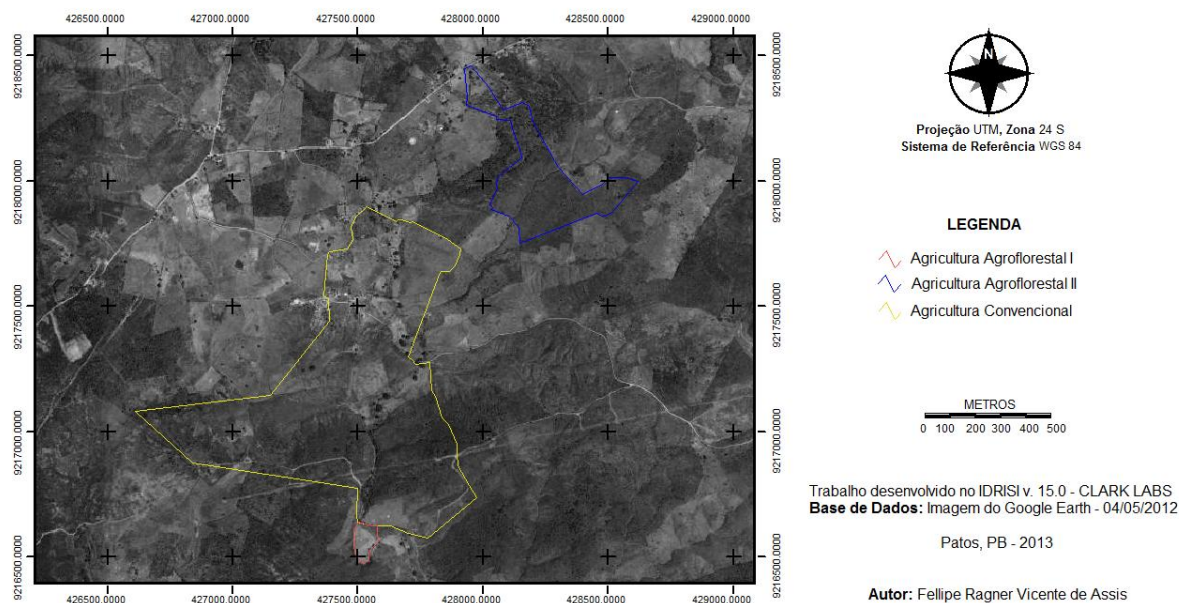 426500.0000 427000.0000 427500.0000 428000.0000 428500.0000 429000.0000
9218500.0000 9218500.0000
9218000.0000 9218000.0000
9217500.0000 9217500.0000
9217000.0000 9217000.0000
9216500.0000 9216500.0000
426500.0000 427000.0000 427500.0000 428000.0000 428500.0000 429000.0000
N
Projeção UTM, Zona 24 S
Sistema de Referência WGS 84
LEGENDA
Agricultura Agroflorestal I
Agricultura Agroflorestal II
Agricultura Convencional
METROS
0 100 200 300 400 500
Trabalho desenvolvido no IDRISI v. 15.0 - CLARK LABS
Base de Dados: Imagem do Google Earth - 04/05/2012
Patos, PB - 2013
Autor: Fellipe Ragner Vicente de Assis